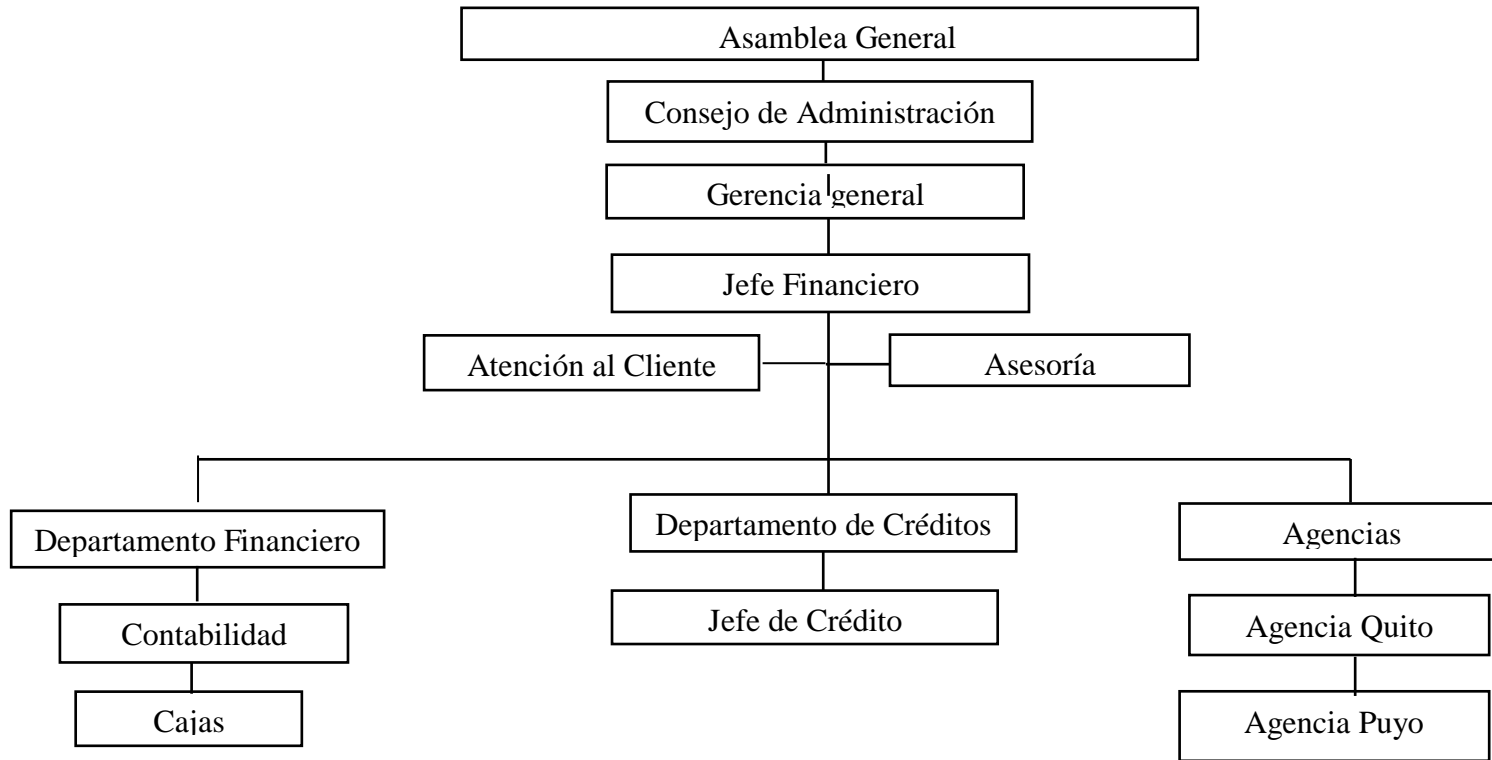 Asamblea General
Consejo de Administración
Gerencia general
Jefe Financiero
Atención al Cliente
Asesoría
Departamento Financiero
Departamento de Créditos
Agencias
Contabilidad
Jefe de Crédito
Agencia Quito
Cajas
Agencia Puyo